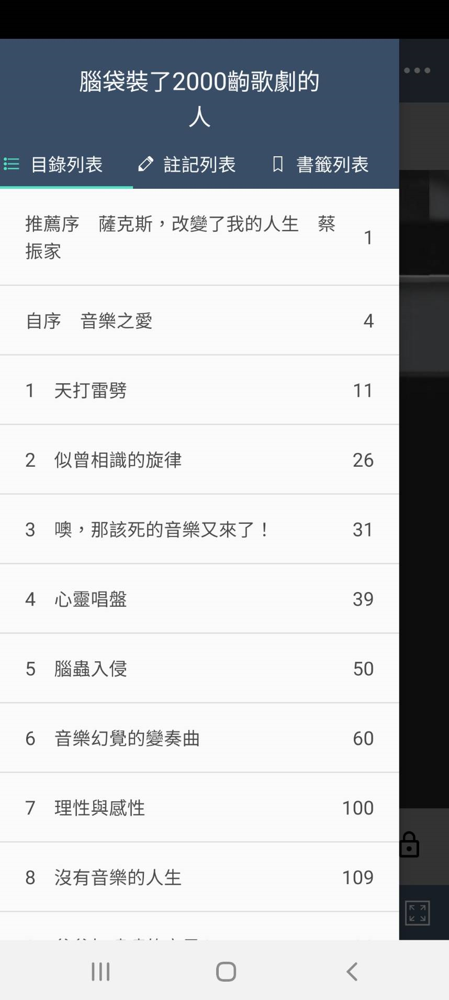 腦袋裝了2000齣歌劇的
人
目錄列表 註記列表 書籤列表
推薦序　薩克斯，改變了我的人生　蔡
振家 1
自序　音樂之愛 4
1　天打雷劈 11
2　似曾相識的旋律 26
3　噢，那該死的音樂又來了！ 31
4　心靈唱盤 39
5　腦蟲入侵 50
6　音樂幻覺的變奏曲 60
7　理性與感性 100
8　沒有音樂的人生 109